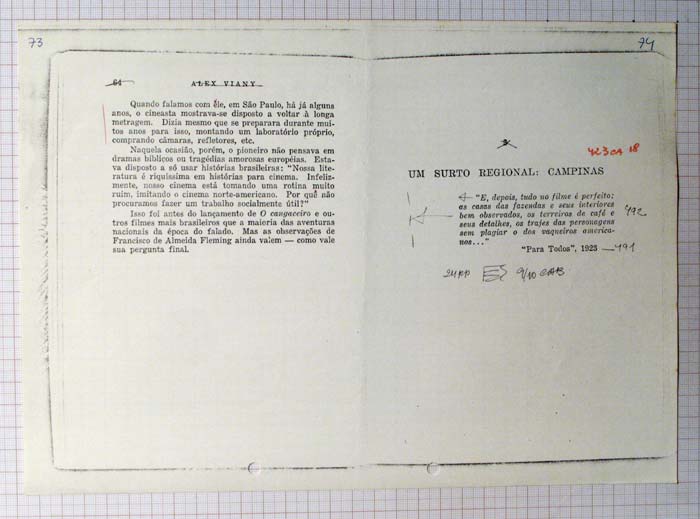 73
64
ALEX VIANY
Quando falamos com êle, em São Paulo, há já alguns
anos, o cineasta mostrava-se disposto a voltar à longa
metragem. Dizia mesmo que se preparara durante mui-
tos anos para isso, montando um laboratório próprio,
comprando câmaras, refletores, etc.
Naquela ocasião, porém, o pioneiro não pensava em
dramas bíblicos ou tragédias amorosas européias. Esta-
va disposto a só usar histórias brasileiras: "Nossa lite-
ratura é riquíssima em histórias para cinema. Infeliz-
mente, nosso cinema está tomando uma rotina muito
ruim, imitando o cinema norte-americano. Por quê não
procuramos fazer um trabalho socialmente útil?"
Isso foi antes do lançamento de O cangaceiro e ou-
tros filmes mais brasileiros que a maioria das aventuras
nacionais da época do falado. Mas as observações de
Francisco de Almeida Fleming ainda valem — como vale
sua pergunta final.
74
18
UM SURTO REGIONAL: CAMPINAS
"E, depois, tudo no filme é perfeito;
as casas das fazendas e seus interiores
bem observados, os terreiros de café e
seus detalhes, os trajes das personagens
sem plagiar o dos vaqueiros america-
nos..."
"Para Todos", 1923